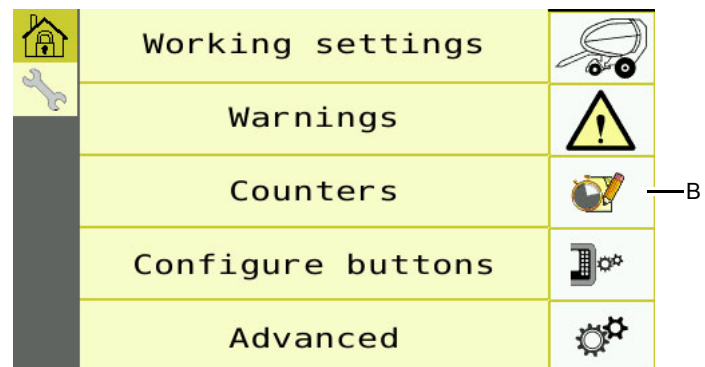 Working settings
Warnings
Counters
B
Configure buttons
Advanced